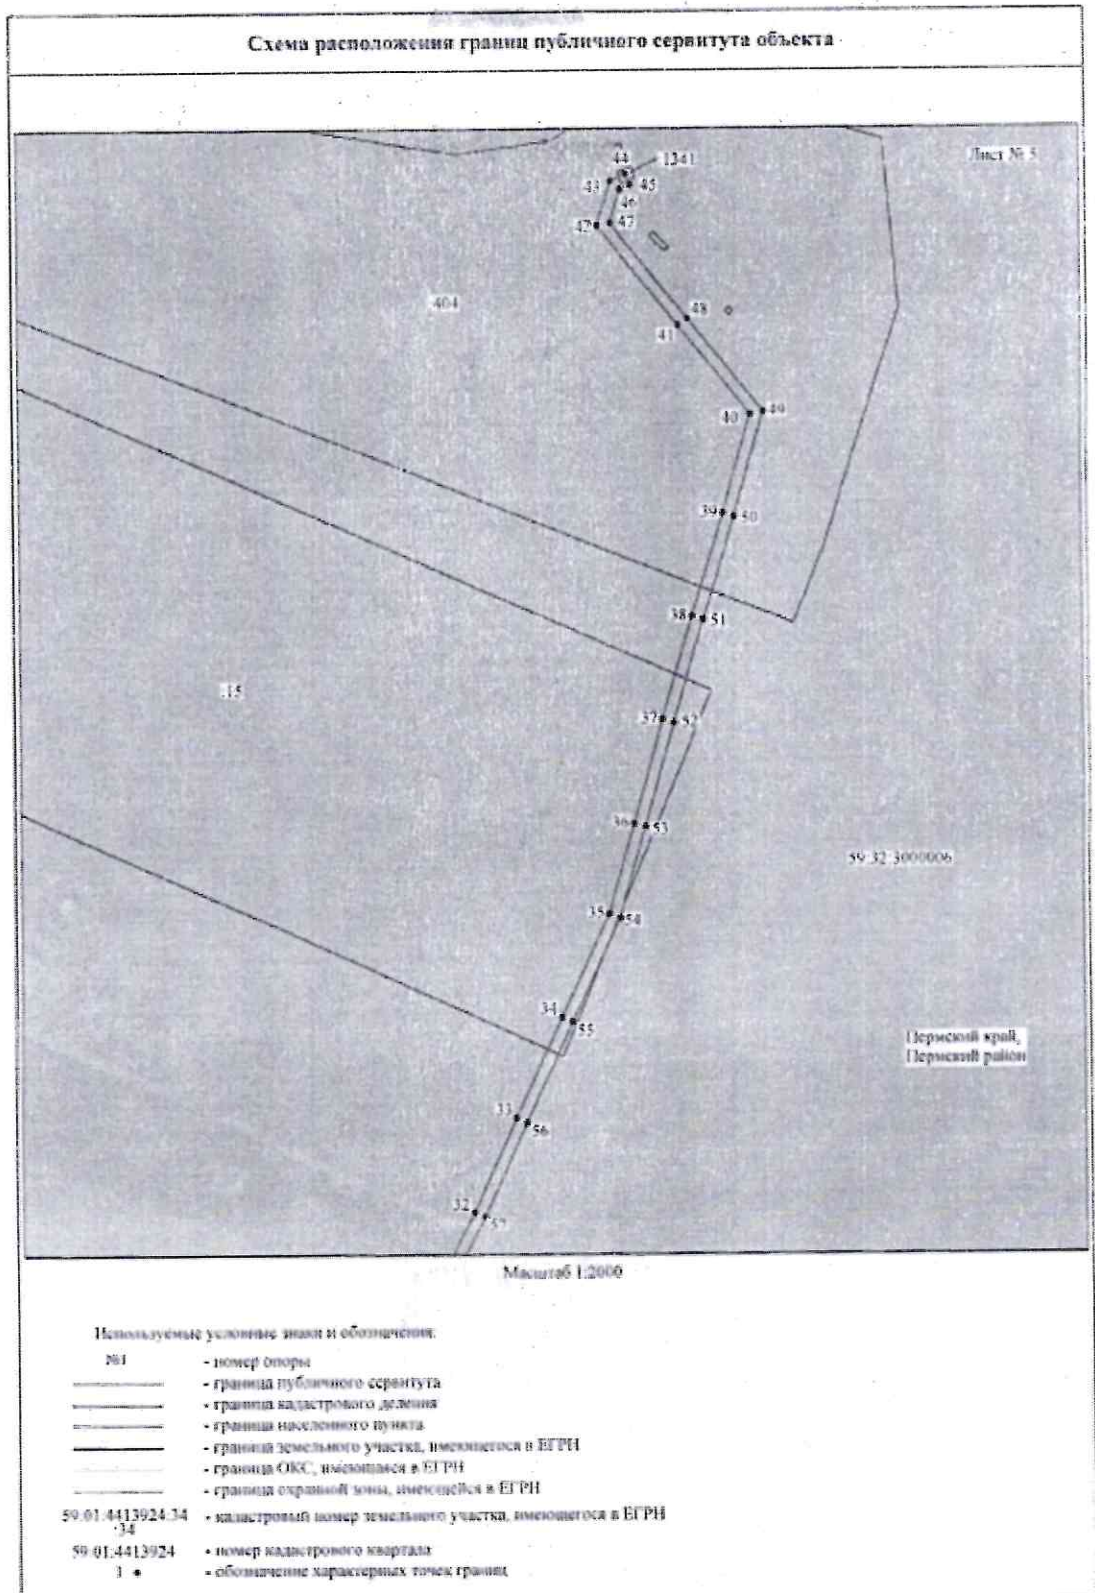 Схема расположения границ публичного сервитута объекта
Лист № 5
44
1241
43
45
46
42
47
404
48
41
40
49
39
50
38
51
.15
37
52
36
53
59:32:3000006
35
54
34
55
Пермский край,
Пермский район
33
56
32
57
Масштаб 1:2000
Используемые условные знаки и обозначения:
№1 - номер опоры
- граница публичного сервитута
- граница кадастрового деления
- граница населенного пункта
- граница земельного участка, имеющегося в ЕГРН
- граница ОКС, имеющаяся в ЕГРН
- граница охранной зоны, имеющейся в ЕГРН
59:01:4413924:34 - кадастровый номер земельного участка, имеющегося в ЕГРН
:34
59:01:4413924 - номер кадастрового квартала
1 • - обозначение характерных точек границ